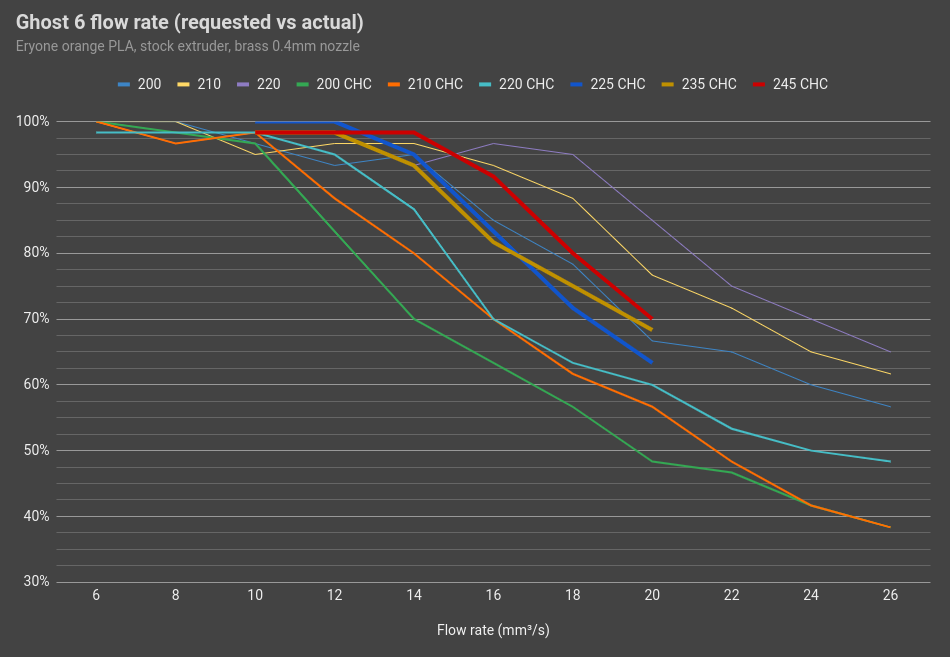 Ghost 6 flow rate (requested vs actual)
Eryone orange PLA, stock extruder, brass 0.4mm nozzle
200 210 220 200 CHC 210 CHC 220 CHC 225 CHC 235 CHC 245 CHC
100%
90%
80%
70%
60%
50%
40%
30%
6 8 10 12 14 16 18 20 22 24 26
Flow rate (mm³/s)